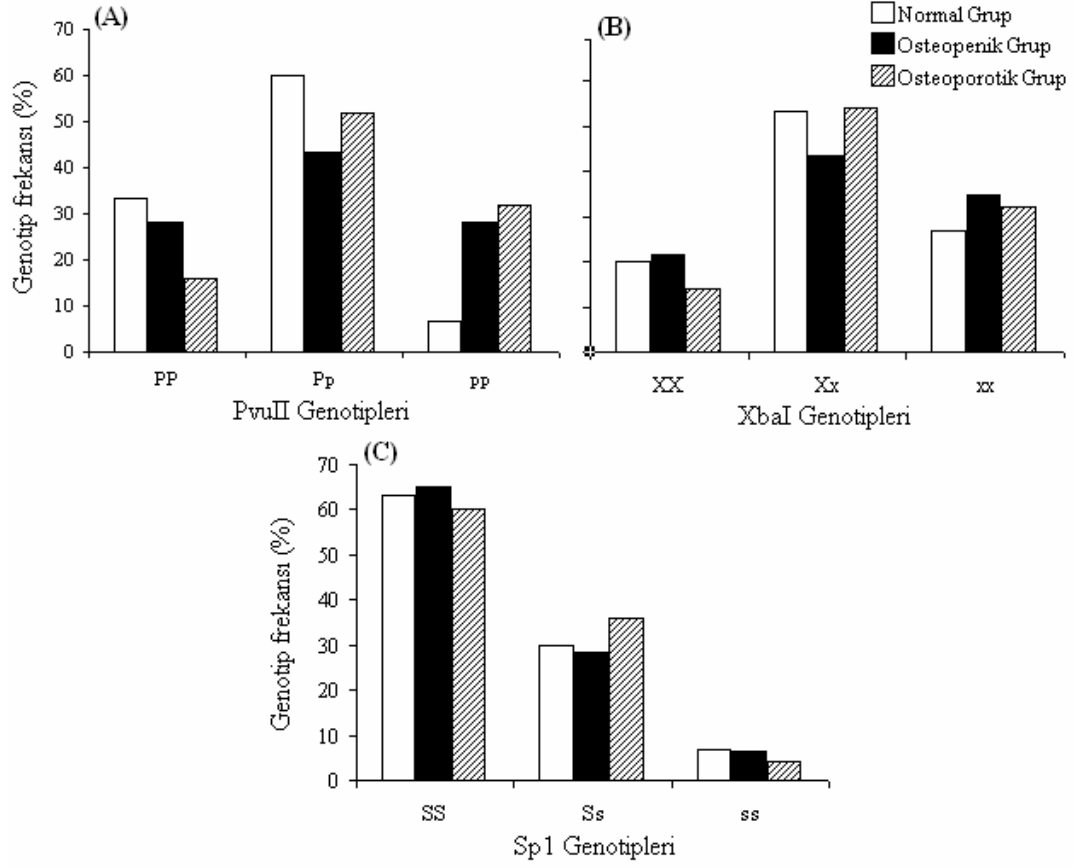 (A)
70
60
50
40
30
20
10
0
Genotip frekansı (%)
PP
Pp
pp
PvuII Genotipleri
(B)
Normal Grup
Osteopenik Grup
Osteoporotik Grup
XX
Xx
xx
XbaI Genotipleri
(C)
70
60
50
40
30
20
10
0
Genotip frekansı (%)
SS
Ss
ss
Sp1 Genotipleri